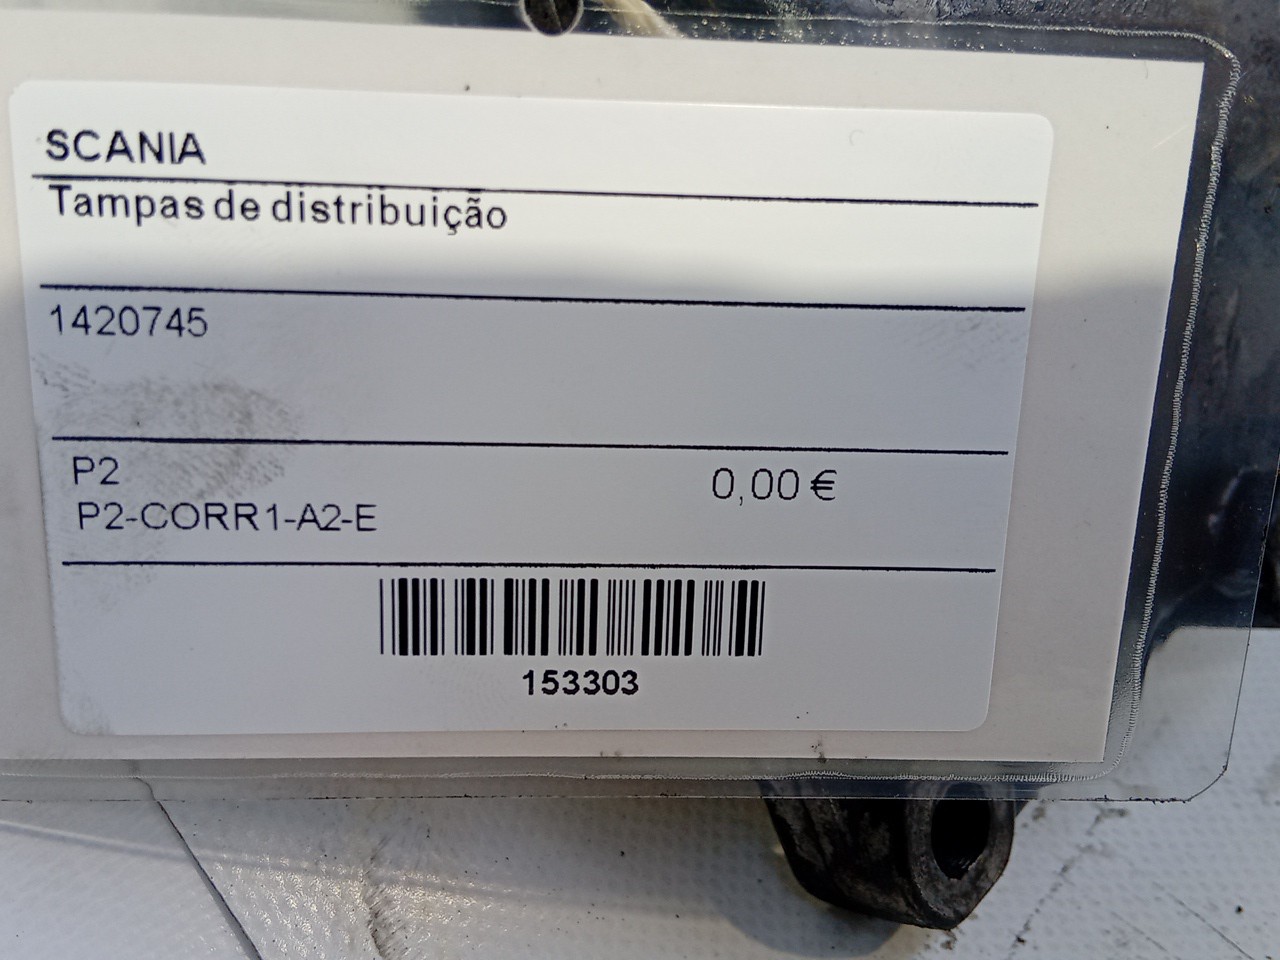 SCANIA
Tampas de distribuição
1420745
P2
0,00 €
P2-CORR1-A2-E
153303